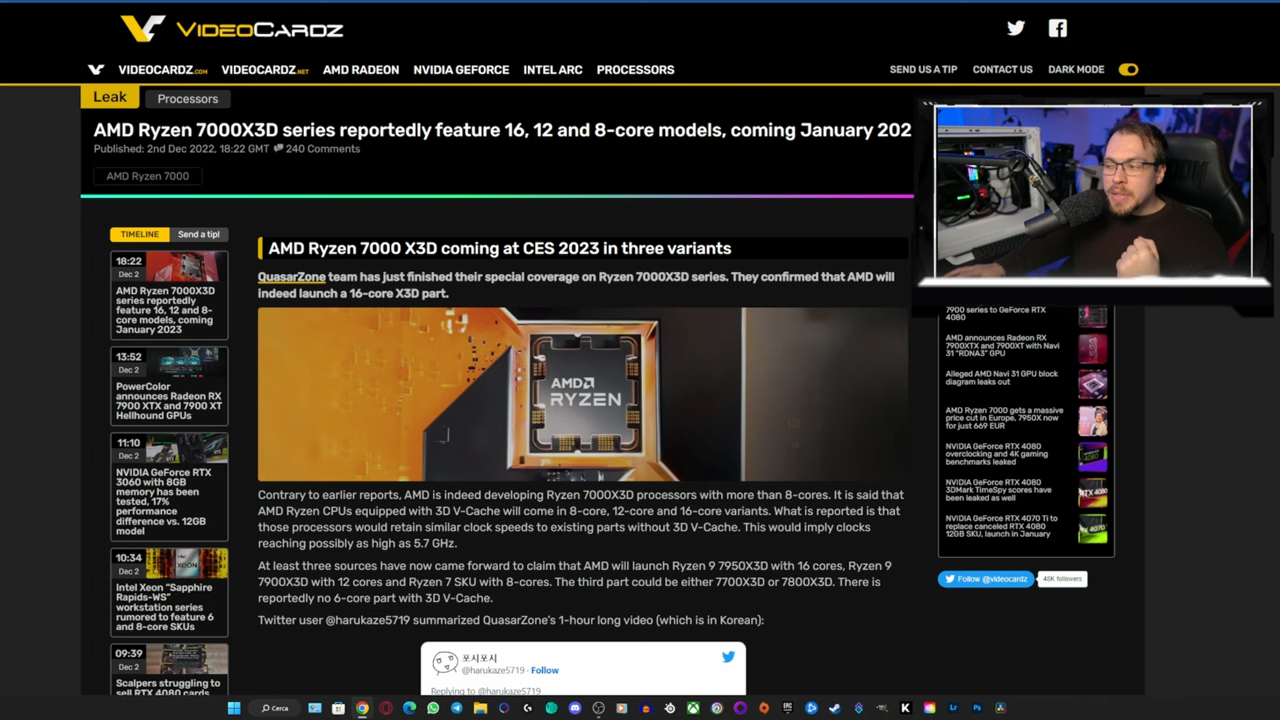 VIDEOCARDZ
VIDEOCARDZ.COM VIDEOCARDZ.NET AMD RADEON NVIDIA GEFORCE INTEL ARC PROCESSORS
SEND US A TIP CONTACT US DARK MODE
Leak Processors
AMD Ryzen 7000X3D series reportedly feature 16, 12 and 8-core models, coming January 202
Published: 2nd Dec 2022, 18:22 GMT 240 Comments
AMD Ryzen 7000
TIMELINE Send a tip!
18:22
Dec 2
AMD Ryzen 7000X3D
series reportedly
feature 16, 12 and 8-
core models, coming
January 2023
13:52
Dec 2
PowerColor
announces Radeon RX
7900 XTX and 7900 XT
Hellhound GPUs
11:10
Dec 2
NVIDIA GeForce RTX
3060 with 8GB
memory has been
tested, 17%
performance
difference vs. 12GB
model
10:34
Dec 2
XEON
Intel Xeon "Sapphire
Rapids-WS"
workstation series
rumored to feature 6
and 8-core SKUs
09:39
Dec 2
Scalpers struggling to
sell RTX 4080 cards
AMD Ryzen 7000 X3D coming at CES 2023 in three variants
QuasarZone team has just finished their special coverage on Ryzen 7000X3D series. They confirmed that AMD will
indeed launch a 16-core X3D part.
AMD
RYZEN
Contrary to earlier reports, AMD is indeed developing Ryzen 7000X3D processors with more than 8-cores. It is said that
AMD Ryzen CPUs equipped with 3D V-Cache will come in 8-core, 12-core and 16-core variants. What is reported is that
those processors would retain similar clock speeds to existing parts without 3D V-Cache. This would imply clocks
reaching possibly as high as 5.7 GHz.
At least three sources have now came forward to claim that AMD will launch Ryzen 9 7950X3D with 16 cores, Ryzen 9
7900X3D with 12 cores and Ryzen 7 SKU with 8-cores. The third part could be either 7700X3D or 7800X3D. There is
reportedly no 6-core part with 3D V-Cache.
Twitter user @harukaze5719 summarized QuasarZone's 1-hour long video (which is in Korean):
포시포시
@harukaze5719 · Follow
Replying to @harukaze5719
7900 series to GeForce RTX
4080
AMD announces Radeon RX
7900XTX and 7900XT with Navi
31 "RDNA3" GPU
Alleged AMD Navi 31 GPU block
diagram leaks out
AMD Ryzen 7000 gets a massive
price cut in Europe, 7950X now
for just 669 EUR
NVIDIA GeForce RTX 4080
overclocking and 4K gaming
benchmarks leaked
NVIDIA GeForce RTX 4080
3DMark TimeSpy scores have
been leaked as well
RTX 4080
NVIDIA GeForce RTX 4070 Ti to
replace canceled RTX 4080
12GB SKU, launch in January
Follow @videocardz 48K followers
Cerca